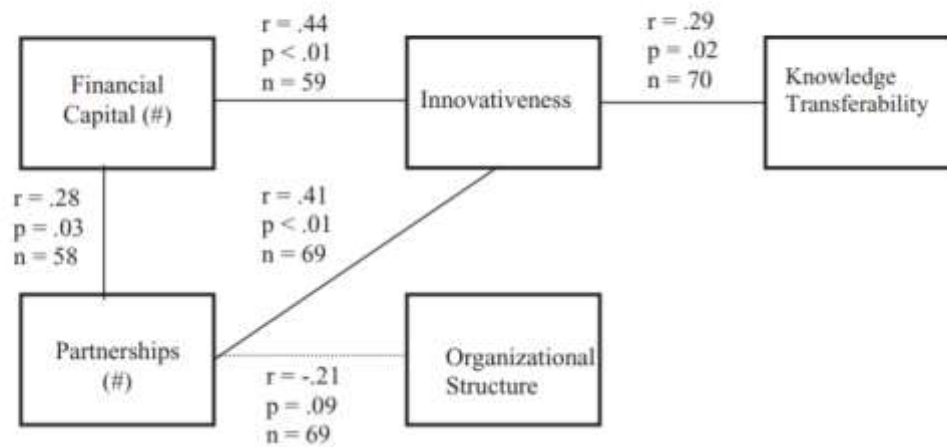 r = .44
p < .01
n = 59
r = .29
p = .02
n = 70
Financial
Capital (#)
Innovativeness
Knowledge
Transferability
r = .28
p = .03
n = 58
r = .41
p < .01
n = 69
Partnerships
(#)
Organizational
Structure
r = -.21
p = .09
n = 69